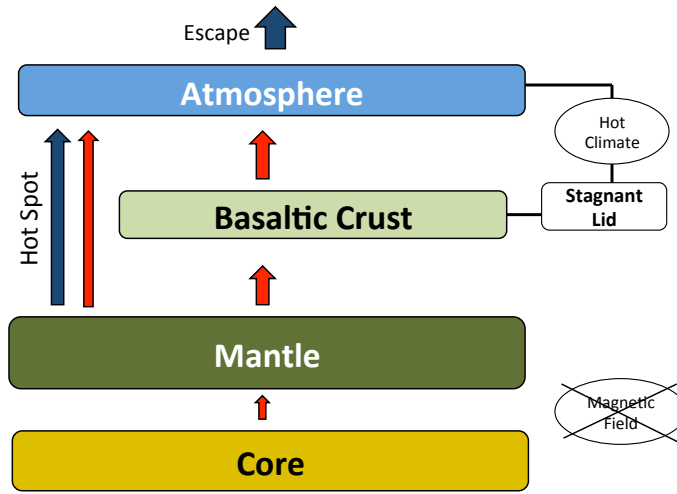 Escape
Atmosphere
Hot
Climate
Hot Spot
Basaltic Crust
Stagnant
Lid
Mantle
Magnetic
Field
Core